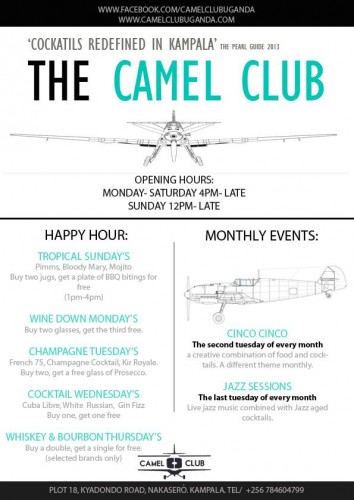 WWW.FACEBOOK.COM/CAMELCLUBUGANDA
WWW.CAMELCLUBUGANDA.COM
'COCKATILS REDEFINED IN KAMPALA' THE PEARL GUIDE 2013
THE CAMEL CLUB
OPENING HOURS:
MONDAY- SATURDAY 4PM- LATE
SUNDAY 12PM- LATE
HAPPY HOUR:
TROPICAL SUNDAY'S
Pimms, Bloody Mary, Mojito
Buy two jugs, get a plate of BBQ bitings for
free
(1pm-4pm)
WINE DOWN MONDAY'S
Buy two glasses, get the third free.
CHAMPAGNE TUESDAY'S
French 75, Champagne Cocktail, Kir Royale.
Buy two, get a free glass of Prosecco.
COCKTAIL WEDNESDAY'S
Cuba Libre, White Russian, Gin Fizz
Buy one, get one free
WHISKEY & BOURBON THURSDAY'S
Buy a double, get a single for free.
(selected brands only)
MONTHLY EVENTS:
CINCO CINCO
The second tuesday of every month
a creative combination of food and cock-
tails. A different theme monthly.
JAZZ SESSIONS
The last tuesday of every month
Live jazz music combined with Jazz aged
cocktails.
CAMEL CLUB
PLOT 18, KYADONDO ROAD, NAKASERO. KAMPALA. TEL/ +256 784604799